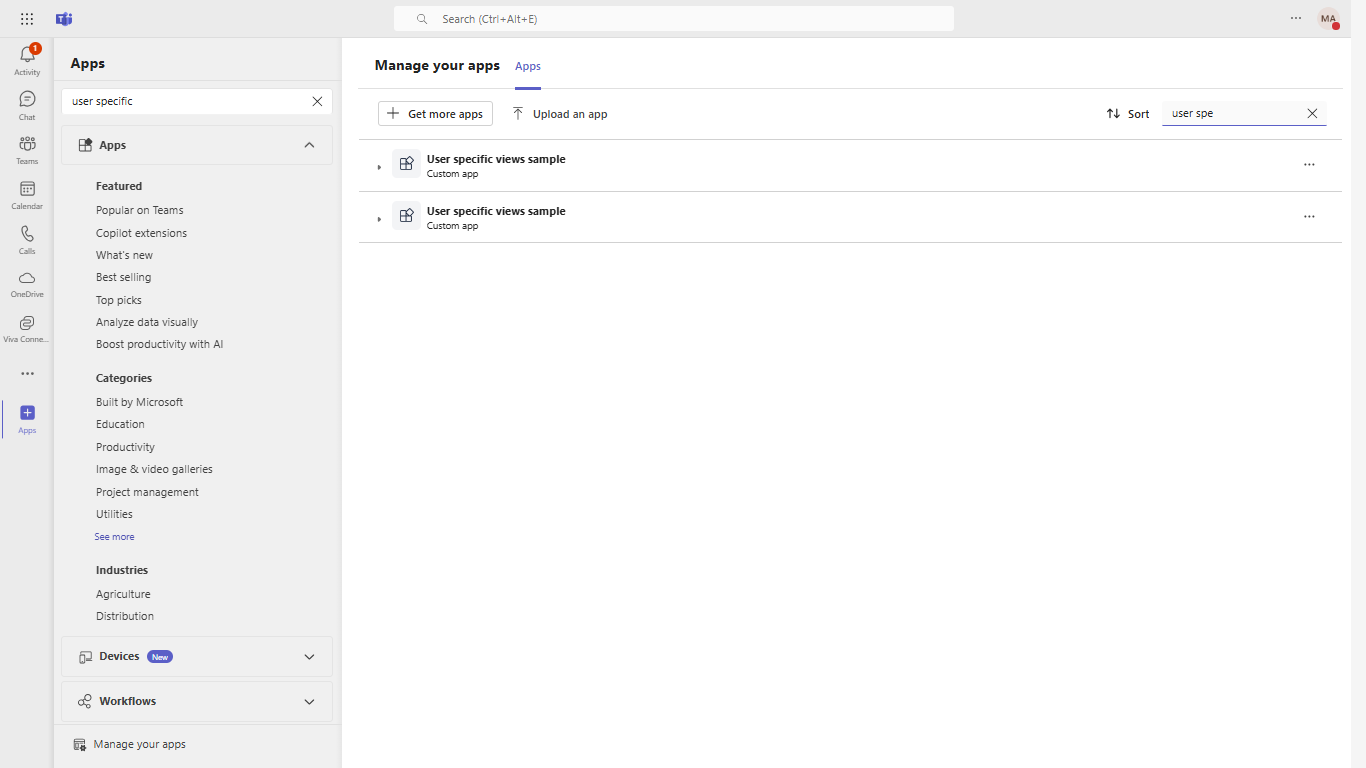 Search (Ctrl+Alt+E)
MA
1
Activity
Chat
Teams
Calendar
Calls
OneDrive
Viva Conne...
Apps
Apps
user specific
Apps
Featured
Popular on Teams
Copilot extensions
What's new
Best selling
Top picks
Analyze data visually
Boost productivity with AI
Categories
Built by Microsoft
Education
Productivity
Image & video galleries
Project management
Utilities
See more
Industries
Agriculture
Distribution
Devices New
Workflows
Manage your apps
Manage your apps Apps
Get more apps Upload an app Sort user spe
User specific views sample
Custom app
User specific views sample
Custom app